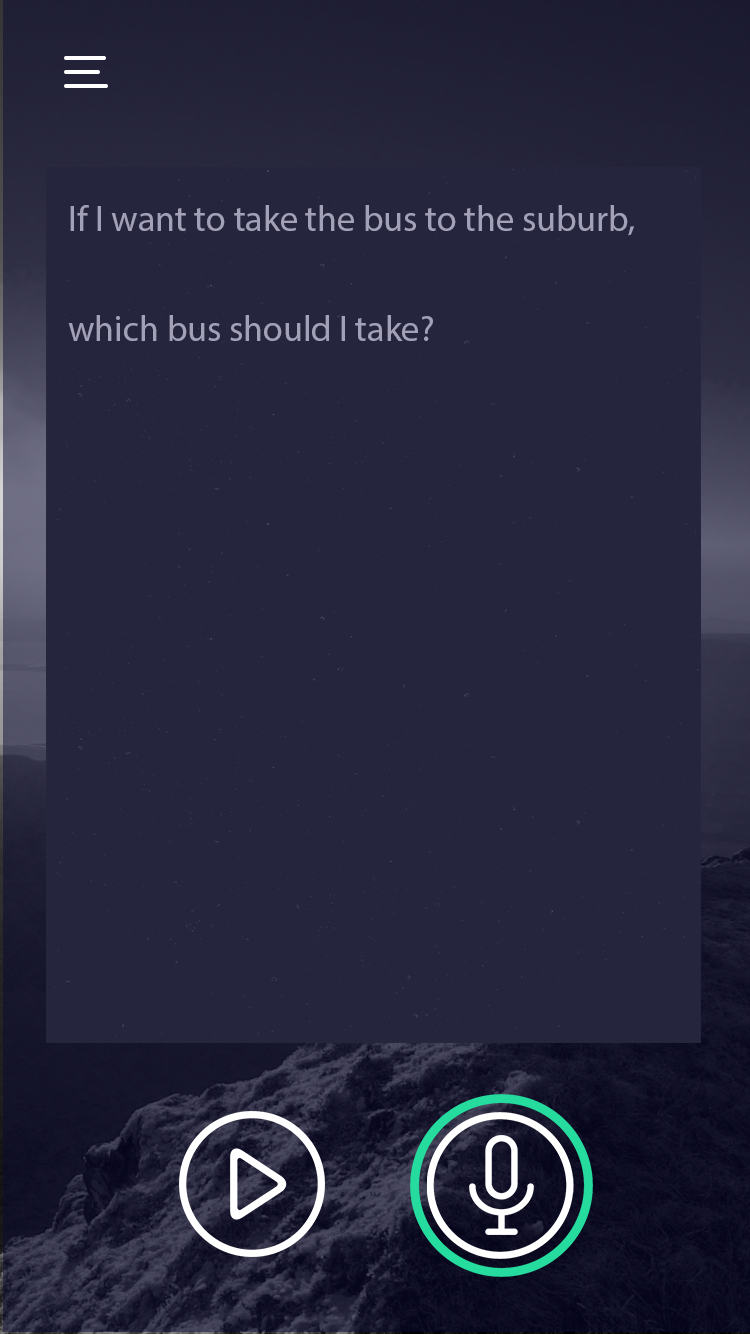 If I want to take the bus to the suburb,
which bus should I take?